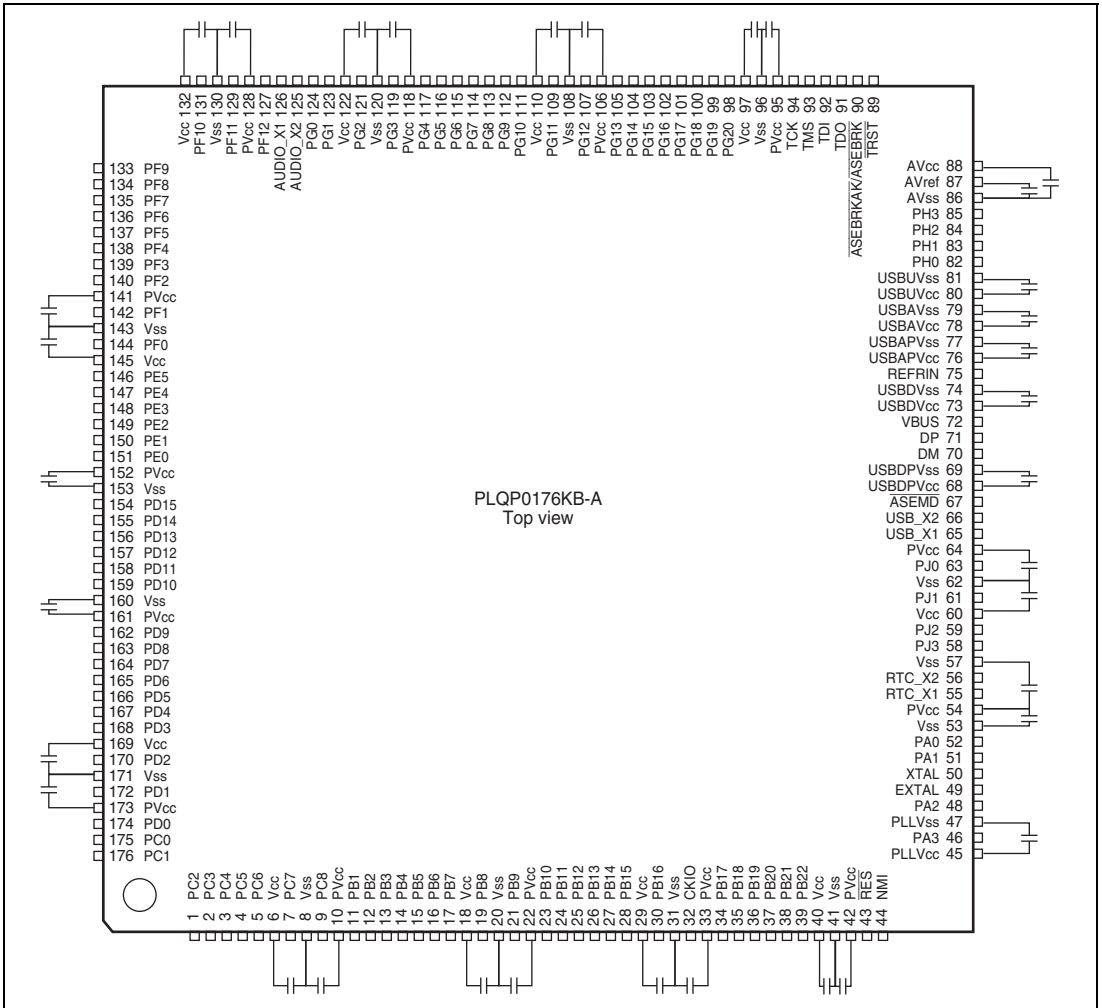 Vcc 132
PF10 131
Vss 130
PF11 129
PVcc 128
PF12 127
AUDIO_X1 126
AUDIO_X2 125
PG0 124
PG1 123
Vcc 122
PG2 121
Vss 120
PG3 119
PVcc 118
PG4 117
PG5 116
PG6 115
PG7 114
PG8 113
PG9 112
PG10 111
Vcc 110
PG11 109
Vss 108
PG12 107
PVcc 106
PG13 105
PG14 104
PG15 103
PG16 102
PG17 101
PG18 100
PG19 99
PG20 98
Vcc 97
Vss 96
PVcc 95
TCK 94
TMS 93
TDI 92
TDO 91
ASEBRKAK/ASEBRK 90
TRST 89
133 PF9
134 PF8
135 PF7
136 PF6
137 PF5
138 PF4
139 PF3
140 PF2
141 PVcc
142 PF1
143 Vss
144 PF0
145 Vcc
146 PE5
147 PE4
148 PE3
149 PE2
150 PE1
151 PE0
152 PVcc
153 Vss
154 PD15
155 PD14
156 PD13
157 PD12
158 PD11
159 PD10
160 Vss
161 PVcc
162 PD9
163 PD8
164 PD7
165 PD6
166 PD5
167 PD4
168 PD3
169 Vcc
170 PD2
171 Vss
172 PD1
173 PVcc
174 PD0
175 PC0
176 PC1
PLQP0176KB-A
Top view
AVcc 88
AVref 87
AVss 86
PH3 85
PH2 84
PH1 83
PH0 82
USBUVss 81
USBUVcc 80
USBAVss 79
USBAVcc 78
USBAPVss 77
USBAPVcc 76
REFRIN 75
USBDVss 74
USBDVcc 73
VBUS 72
DP 71
DM 70
USBDPVss 69
USBDPVcc 68
ASEMD 67
USB_X2 66
USB_X1 65
PVcc 64
PJ0 63
Vss 62
PJ1 61
Vcc 60
PJ2 59
PJ3 58
Vss 57
RTC_X2 56
RTC_X1 55
PVcc 54
Vss 53
PA0 52
PA1 51
XTAL 50
EXTAL 49
PA2 48
PLLVss 47
PA3 46
PLLVcc 45
1 PC2
2 PC3
3 PC4
4 PC5
5 PC6
6 Vcc
7 PC7
8 Vss
9 PC8
10 PVcc
11 PB1
12 PB2
13 PB3
14 PB4
15 PB5
16 PB6
17 PB7
18 Vcc
19 PB8
20 Vss
21 PB9
22 PVcc
23 PB10
24 PB11
25 PB12
26 PB13
27 PB14
28 PB15
29 Vcc
30 PB16
31 Vss
32 CKIO
33 PVcc
34 PB17
35 PB18
36 PB19
37 PB20
38 PB21
39 PB22
40 Vcc
41 Vss
42 PVcc
43 RES
44 NMI